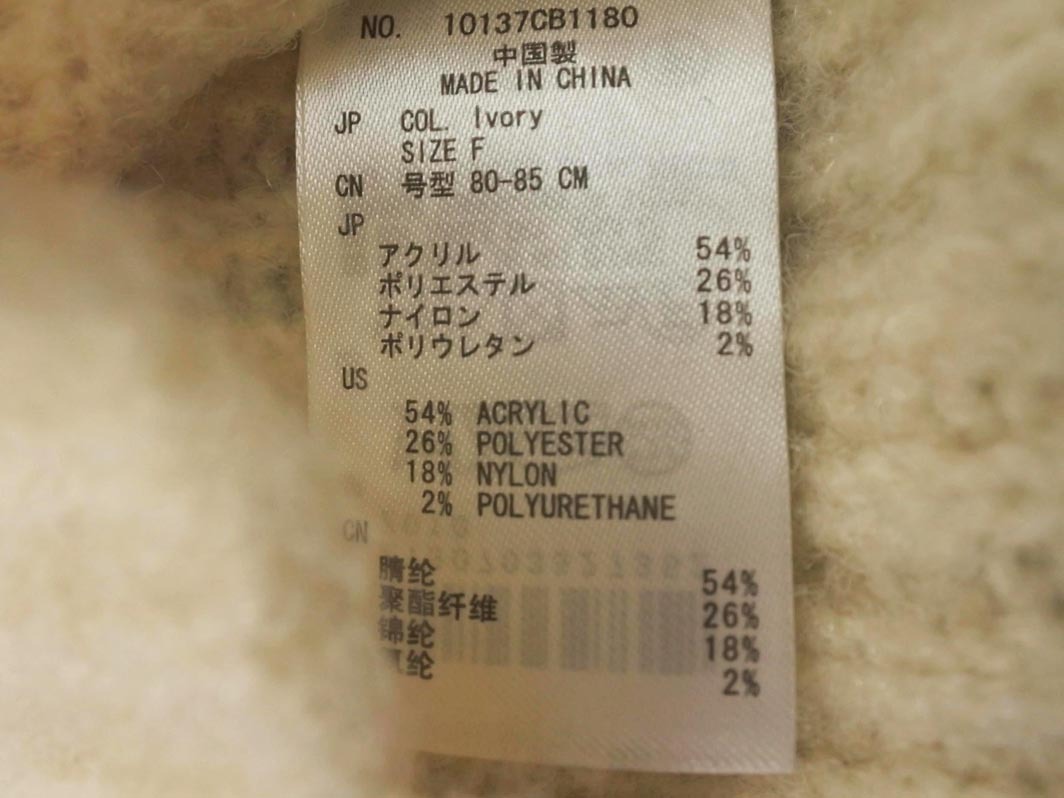 NO. 10137CB1180
中国製
MADE IN CHINA
JP COL. Ivory
SIZE F
CN 号型 80-85 CM
JP
アクリル 54%
ポリエステル 26%
ナイロン 18%
ポリウレタン 2%
US
54% ACRYLIC
26% POLYESTER
18% NYLON
2% POLYURETHANE
CN
腈纶 54%
聚酯纤维 26%
锦纶 18%
氨纶 2%